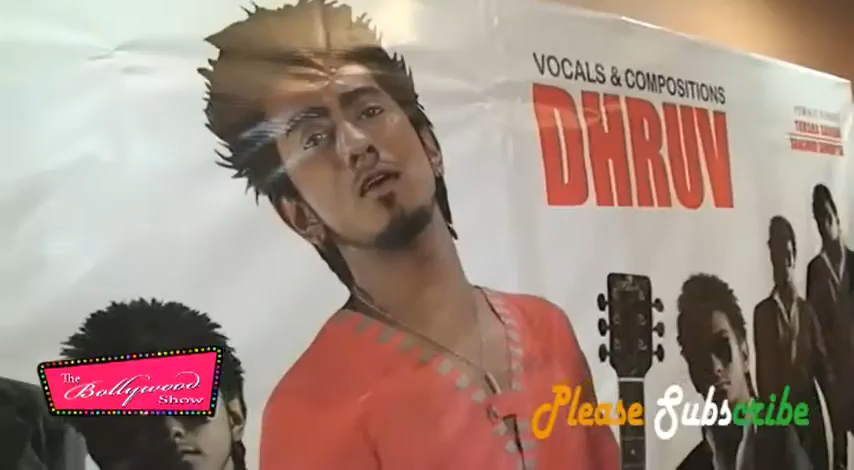 VOCALS & COMPOSITIONS
DHRUV
The
Bollywood
Show
Please Subscribe